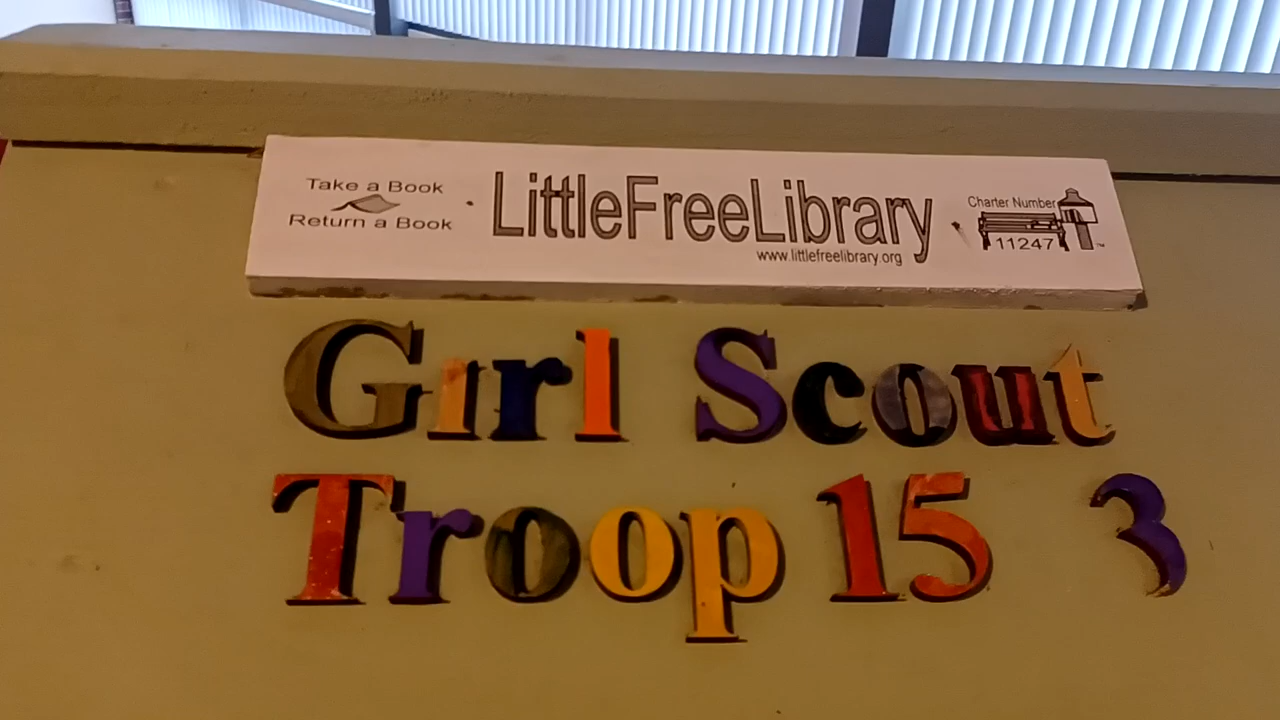 Take a Book
Return a Book
LittleFreeLibrary
www.littlefreelibrary.org
Charter Number
11247
Girl Scout
Troop 15 3